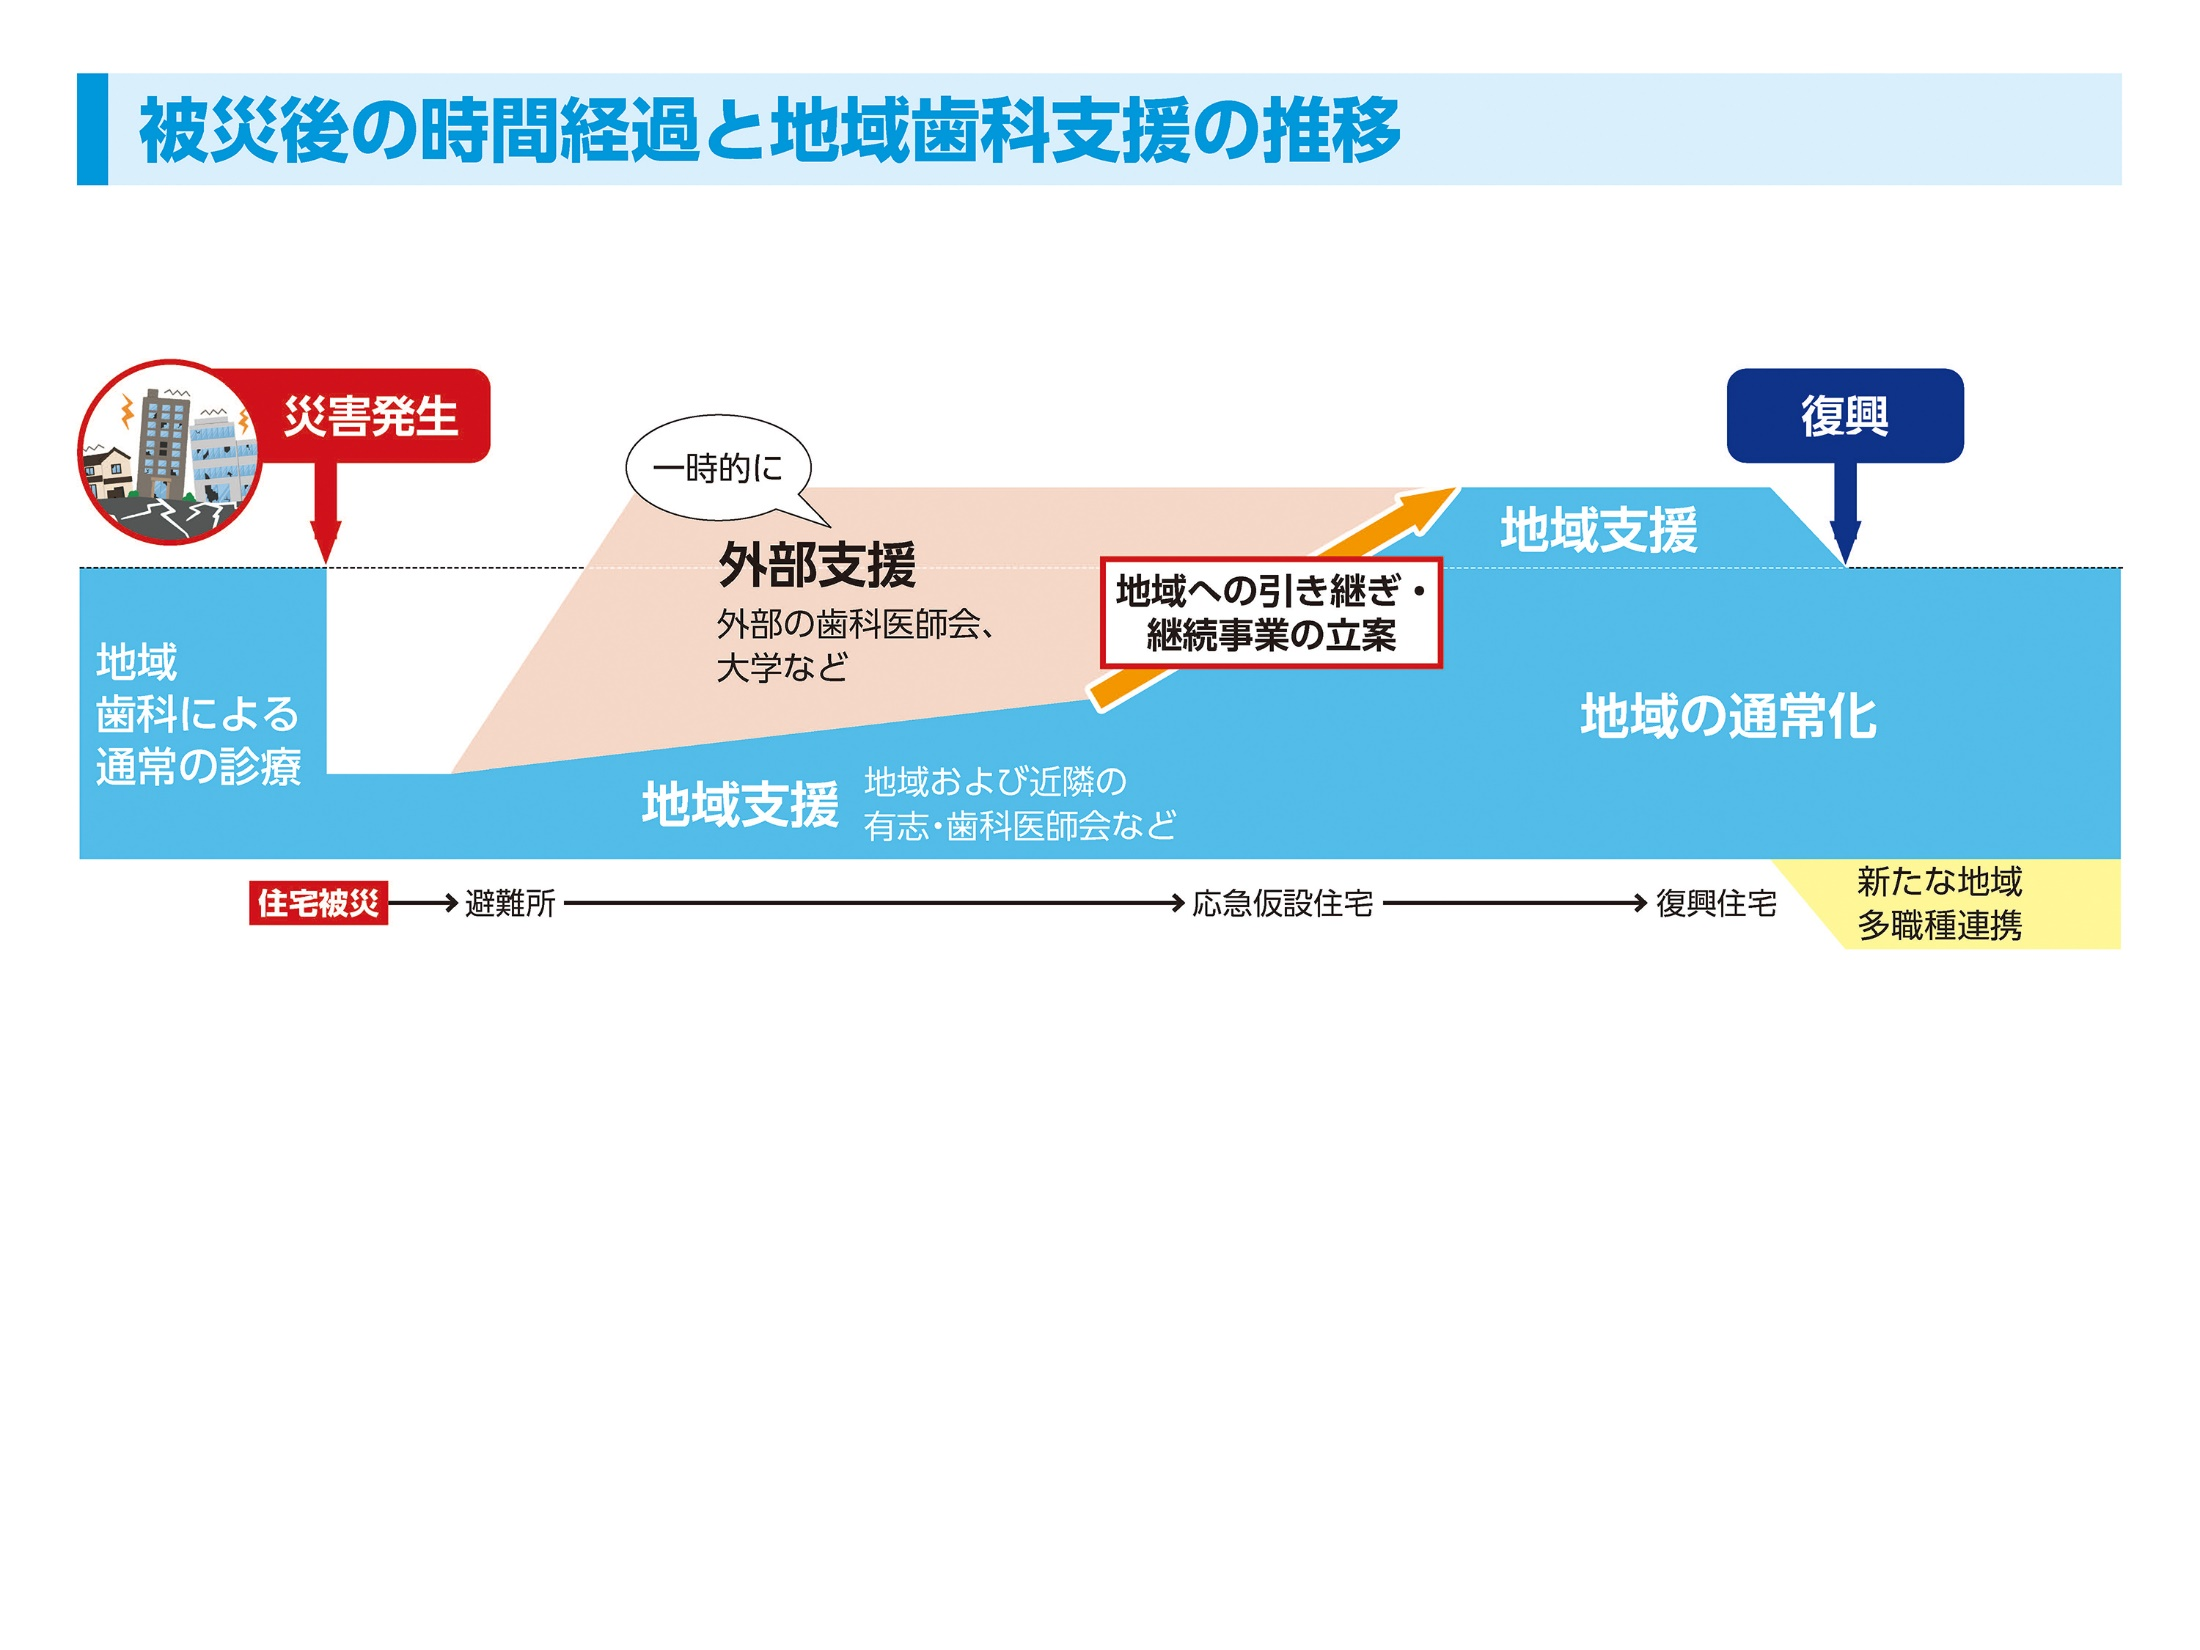 被災後の時間経過と地域歯科支援の推移
災害発生
復興
一時的に
地域支援
外部支援
外部の歯科医師会、
大学など
地域への引き継ぎ・
継続事業の立案
地域
歯科による
通常の診療
地域の通常化
地域支援
地域および近隣の
有志・歯科医師会など
住宅被災
避難所
応急仮設住宅
復興住宅
新たな地域
多職種連携